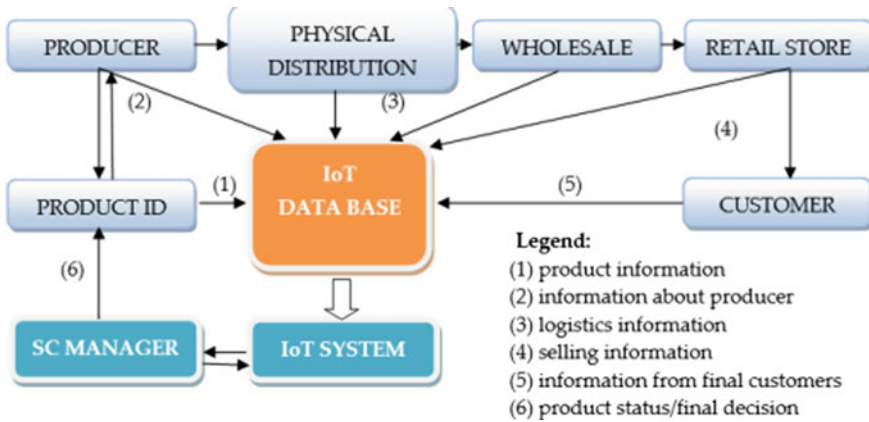 PRODUCER
PHYSICAL
DISTRIBUTION
WHOLESALE
RETAIL STORE
(2)
(3)
(4)
PRODUCT ID
(1)
IoT
DATA BASE
(5)
CUSTOMER
(6)
SC MANAGER
IoT SYSTEM
Legend:
(1) product information
(2) information about producer
(3) logistics information
(4) selling information
(5) information from final customers
(6) product status/final decision